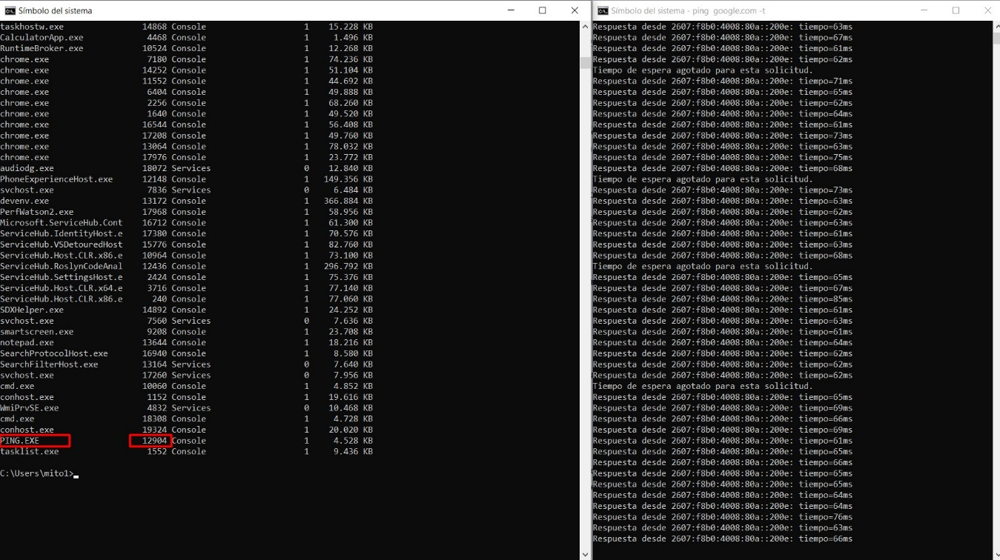 Símbolo del sistema
taskhostw.exe 14868 Console 1 15.228 KB
CalculatorApp.exe 4468 Console 1 1.496 KB
RuntimeBroker.exe 10524 Console 1 12.268 KB
chrome.exe 7180 Console 1 74.236 KB
chrome.exe 14252 Console 1 51.104 KB
chrome.exe 11552 Console 1 44.692 KB
chrome.exe 6404 Console 1 49.888 KB
chrome.exe 2256 Console 1 68.260 KB
chrome.exe 1640 Console 1 49.520 KB
chrome.exe 16544 Console 1 56.408 KB
chrome.exe 17208 Console 1 49.760 KB
chrome.exe 13064 Console 1 78.032 KB
chrome.exe 17976 Console 1 23.772 KB
audiodg.exe 18072 Services 0 12.840 KB
PhoneExperienceHost.exe 12148 Console 1 149.356 KB
svchost.exe 7836 Services 0 6.484 KB
devenv.exe 13172 Console 1 366.884 KB
PerfWatson2.exe 17968 Console 1 58.956 KB
Microsoft.ServiceHub.Cont 16712 Console 1 61.300 KB
ServiceHub.IdentityHost.e 17380 Console 1 70.576 KB
ServiceHub.VSDetouredHost 15776 Console 1 82.760 KB
ServiceHub.Host.CLR.x86.e 10964 Console 1 73.100 KB
ServiceHub.RoslynCodeAnal 12436 Console 1 296.792 KB
ServiceHub.SettingsHost.e 2424 Console 1 75.376 KB
ServiceHub.Host.CLR.x64.e 3716 Console 1 77.140 KB
ServiceHub.Host.CLR.x86.e 240 Console 1 77.060 KB
SDXHelper.exe 14892 Console 1 24.252 KB
svchost.exe 7560 Services 0 7.636 KB
smartscreen.exe 9208 Console 1 23.708 KB
notepad.exe 13644 Console 1 18.216 KB
SearchProtocolHost.exe 16940 Console 1 8.580 KB
SearchFilterHost.exe 13164 Services 0 7.640 KB
svchost.exe 17260 Services 0 7.956 KB
cmd.exe 10060 Console 1 4.852 KB
conhost.exe 1152 Console 1 19.616 KB
WmiPrvSE.exe 4832 Services 0 10.468 KB
cmd.exe 18308 Console 1 4.728 KB
conhost.exe 19324 Console 1 20.020 KB
PING.EXE 12904 Console 1 4.528 KB
tasklist.exe 1552 Console 1 9.436 KB
C:\Users\mito1>
Símbolo del sistema - ping google.com -t
Respuesta desde 2607:f8b0:4008:80a::200e: tiempo=63ms
Respuesta desde 2607:f8b0:4008:80a::200e: tiempo=67ms
Respuesta desde 2607:f8b0:4008:80a::200e: tiempo=61ms
Respuesta desde 2607:f8b0:4008:80a::200e: tiempo=62ms
Tiempo de espera agotado para esta solicitud.
Respuesta desde 2607:f8b0:4008:80a::200e: tiempo=71ms
Respuesta desde 2607:f8b0:4008:80a::200e: tiempo=65ms
Respuesta desde 2607:f8b0:4008:80a::200e: tiempo=62ms
Respuesta desde 2607:f8b0:4008:80a::200e: tiempo=64ms
Respuesta desde 2607:f8b0:4008:80a::200e: tiempo=61ms
Respuesta desde 2607:f8b0:4008:80a::200e: tiempo=73ms
Respuesta desde 2607:f8b0:4008:80a::200e: tiempo=63ms
Respuesta desde 2607:f8b0:4008:80a::200e: tiempo=75ms
Respuesta desde 2607:f8b0:4008:80a::200e: tiempo=68ms
Tiempo de espera agotado para esta solicitud.
Respuesta desde 2607:f8b0:4008:80a::200e: tiempo=73ms
Respuesta desde 2607:f8b0:4008:80a::200e: tiempo=63ms
Respuesta desde 2607:f8b0:4008:80a::200e: tiempo=62ms
Respuesta desde 2607:f8b0:4008:80a::200e: tiempo=63ms
Respuesta desde 2607:f8b0:4008:80a::200e: tiempo=61ms
Respuesta desde 2607:f8b0:4008:80a::200e: tiempo=63ms
Respuesta desde 2607:f8b0:4008:80a::200e: tiempo=68ms
Tiempo de espera agotado para esta solicitud.
Respuesta desde 2607:f8b0:4008:80a::200e: tiempo=65ms
Respuesta desde 2607:f8b0:4008:80a::200e: tiempo=67ms
Respuesta desde 2607:f8b0:4008:80a::200e: tiempo=85ms
Respuesta desde 2607:f8b0:4008:80a::200e: tiempo=61ms
Respuesta desde 2607:f8b0:4008:80a::200e: tiempo=63ms
Respuesta desde 2607:f8b0:4008:80a::200e: tiempo=61ms
Respuesta desde 2607:f8b0:4008:80a::200e: tiempo=64ms
Respuesta desde 2607:f8b0:4008:80a::200e: tiempo=62ms
Respuesta desde 2607:f8b0:4008:80a::200e: tiempo=62ms
Respuesta desde 2607:f8b0:4008:80a::200e: tiempo=62ms
Tiempo de espera agotado para esta solicitud.
Respuesta desde 2607:f8b0:4008:80a::200e: tiempo=65ms
Respuesta desde 2607:f8b0:4008:80a::200e: tiempo=69ms
Respuesta desde 2607:f8b0:4008:80a::200e: tiempo=66ms
Respuesta desde 2607:f8b0:4008:80a::200e: tiempo=69ms
Respuesta desde 2607:f8b0:4008:80a::200e: tiempo=61ms
Respuesta desde 2607:f8b0:4008:80a::200e: tiempo=65ms
Respuesta desde 2607:f8b0:4008:80a::200e: tiempo=66ms
Respuesta desde 2607:f8b0:4008:80a::200e: tiempo=65ms
Respuesta desde 2607:f8b0:4008:80a::200e: tiempo=65ms
Respuesta desde 2607:f8b0:4008:80a::200e: tiempo=64ms
Respuesta desde 2607:f8b0:4008:80a::200e: tiempo=64ms
Respuesta desde 2607:f8b0:4008:80a::200e: tiempo=76ms
Respuesta desde 2607:f8b0:4008:80a::200e: tiempo=63ms
Respuesta desde 2607:f8b0:4008:80a::200e: tiempo=66ms